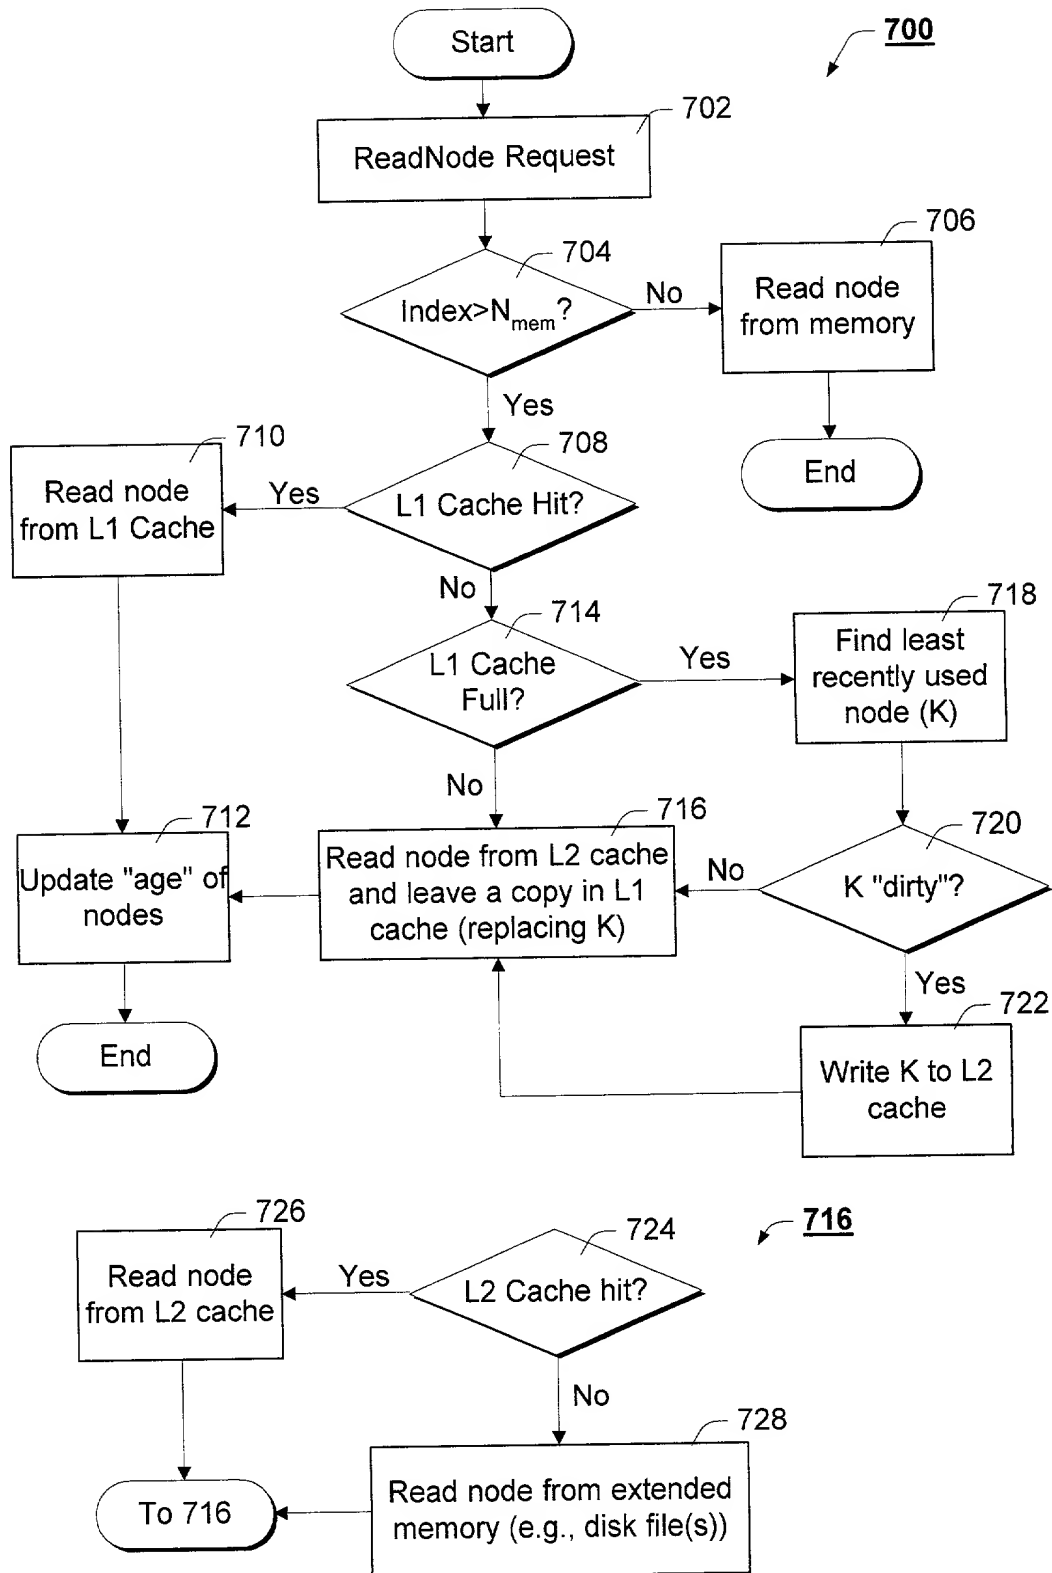 Start
700
702
ReadNode Request
704
Index>Nmem?
No
706
Read node
from memory
End
Yes
708
L1 Cache Hit?
Yes
710
Read node
from L1 Cache
No
714
L1 Cache
Full?
Yes
718
Find least
recently used
node (K)
No
712
Update "age" of
nodes
End
716
Read node from L2 cache
and leave a copy in L1
cache (replacing K)
No
720
K "dirty"?
Yes
722
Write K to L2
cache
716
726
Read node
from L2 cache
Yes
724
L2 Cache hit?
No
728
Read node from extended
memory (e.g., disk file(s))
To 716